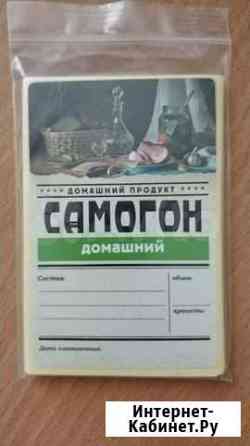 ДОМАШНИЙ ПРОДУКТ
САМОГОН
ДОМАШНИЙ
Состав:
объем:
крепость:
Дата изготовления:
Интернет-
Кабинет.Ру